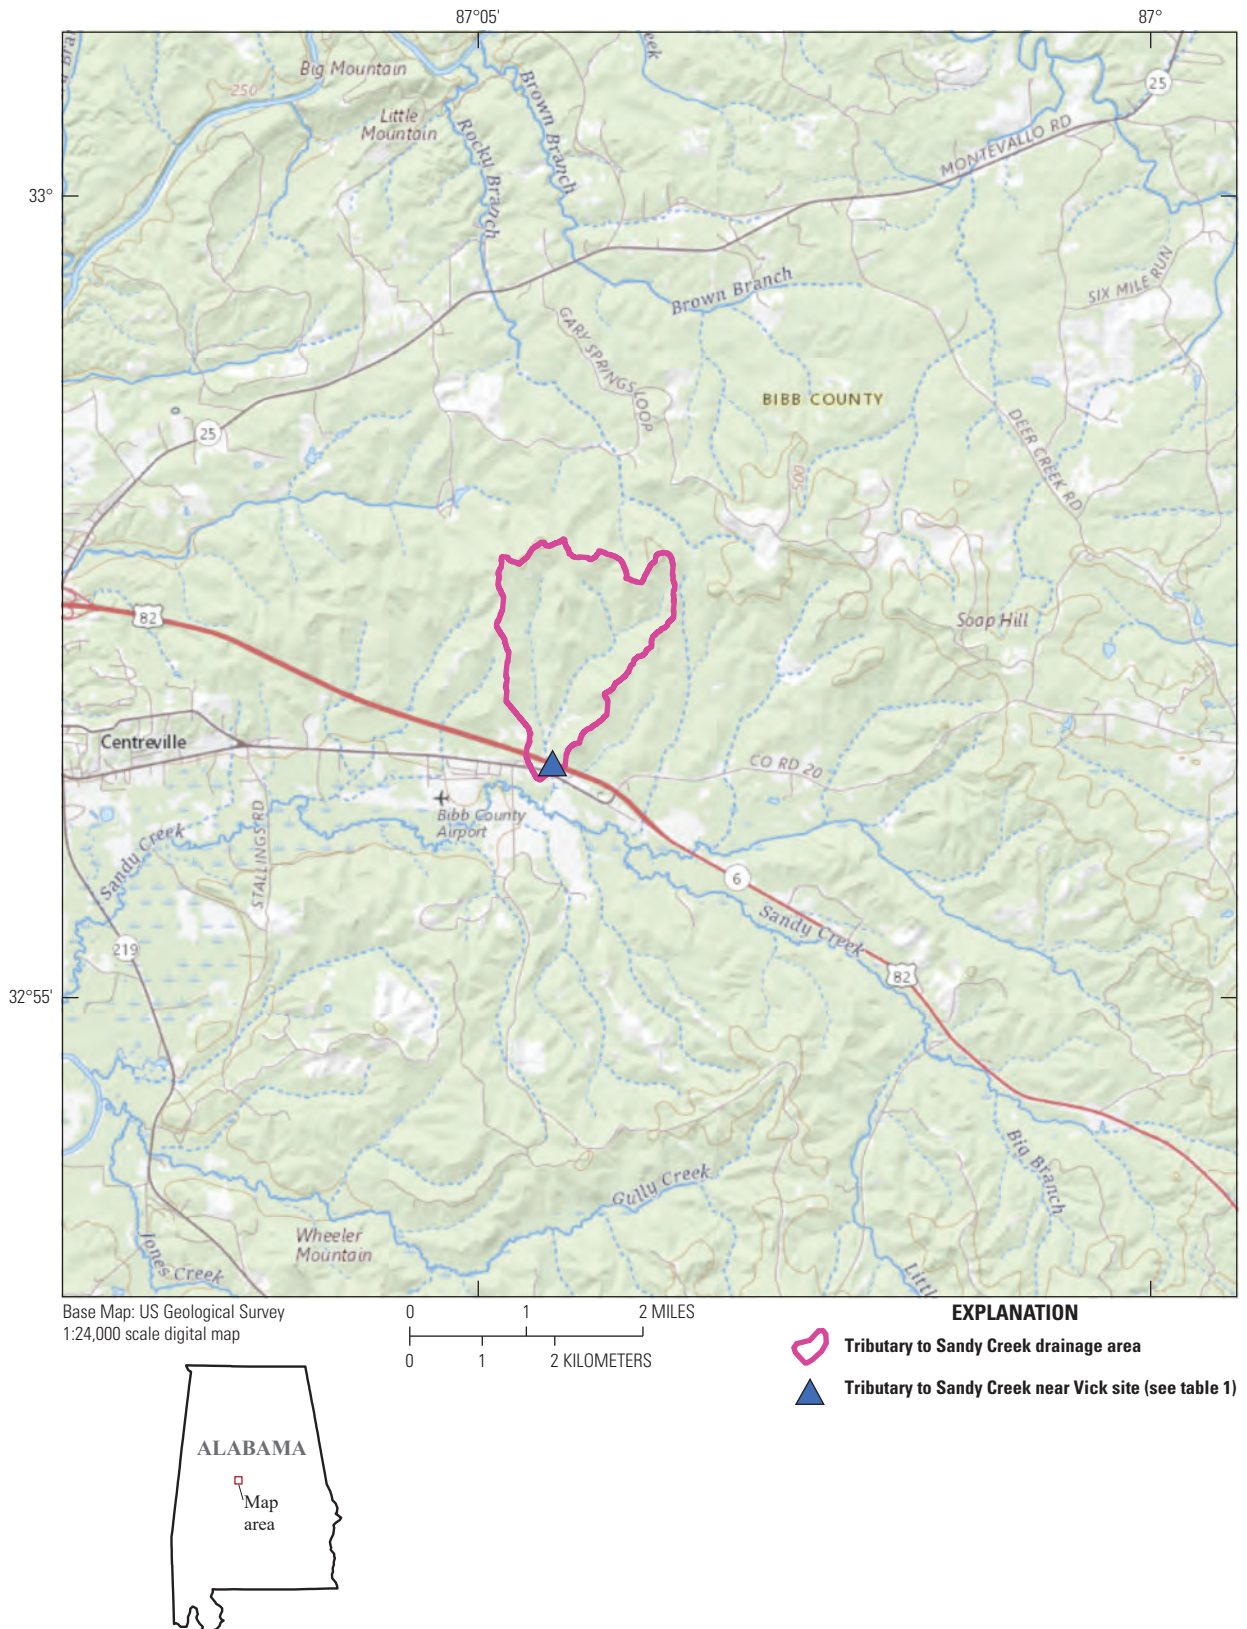 87°05'
87°
33°
32°55'
Big Mountain
250
Little
Mountain
Rocky Branch
Brown Branch
25
MONTEVALLO RD
SIX MILE RUN
Brown Branch
GARY SPRINGS LOOP
BIBB COUNTY
25
DEER CREEK RD
500
82
Soap Hill
Centreville
CO RD 20
Bibb County
Airport
Sandy Creek
STALLINGS RD
6
Sandy Creek
219
82
Big Branch
Gully Creek
Wheeler
Mountain
Jones Creek
Little
Base Map: US Geological Survey
1:24,000 scale digital map
0 1 2 MILES
0 1 2 KILOMETERS
EXPLANATION
Tributary to Sandy Creek drainage area
Tributary to Sandy Creek near Vick site (see table 1)
ALABAMA
Map
area